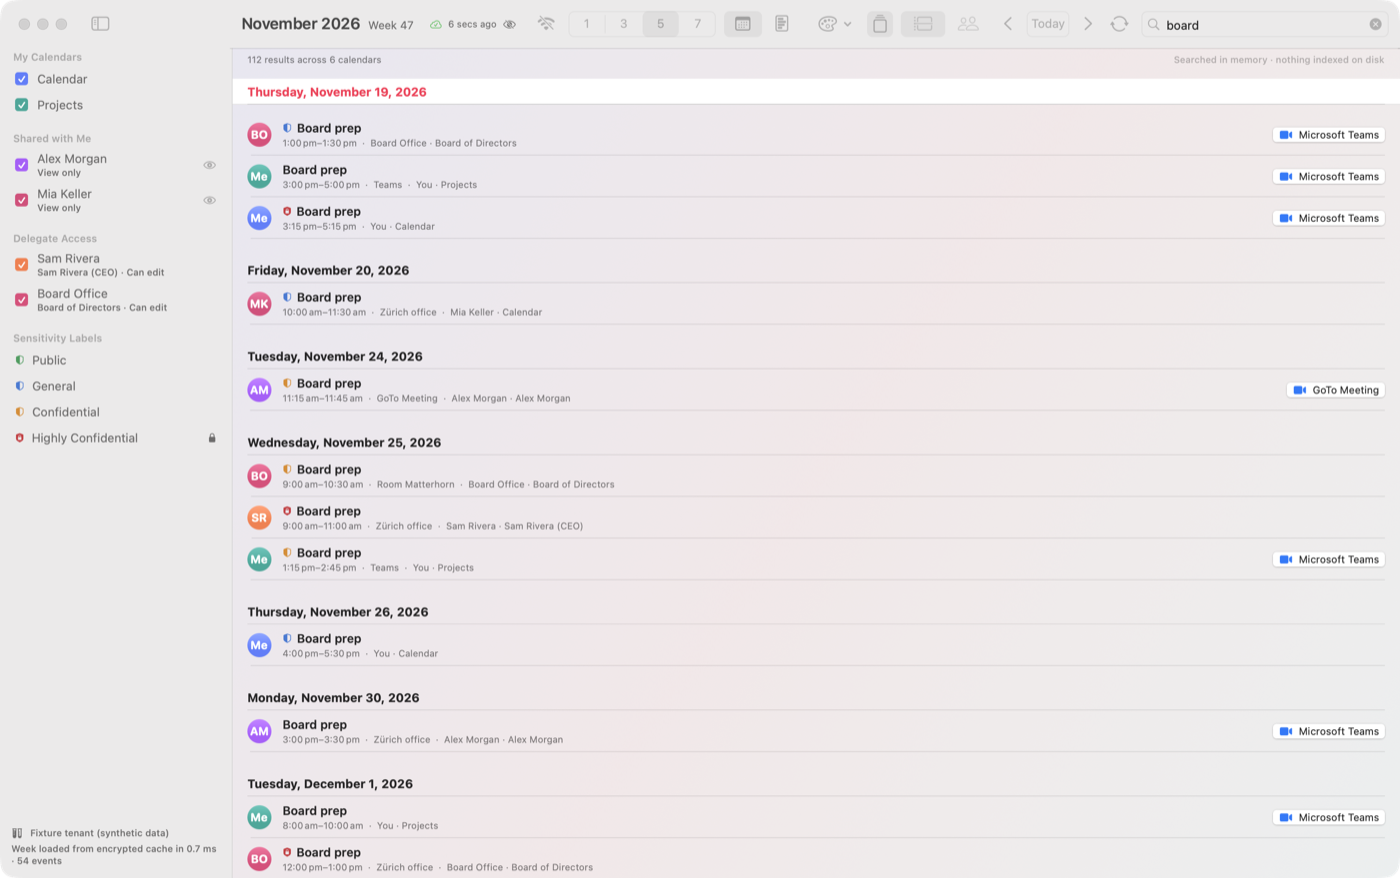 November 2026 Week 47 6 secs ago 1 3 5 7 Today board
My Calendars
Calendar
Projects
Shared with Me
Alex Morgan
View only
Mia Keller
View only
Delegate Access
Sam Rivera
Sam Rivera (CEO) · Can edit
Board Office
Board of Directors · Can edit
Sensitivity Labels
Public
General
Confidential
Highly Confidential
Fixture tenant (synthetic data)
Week loaded from encrypted cache in 0.7 ms
· 54 events
112 results across 6 calendars Searched in memory · nothing indexed on disk
Thursday, November 19, 2026
BO Board prep Microsoft Teams
1:00 pm–1:30 pm · Board Office · Board of Directors
Me Board prep Microsoft Teams
3:00 pm–5:00 pm · Teams · You · Projects
Me Board prep Microsoft Teams
3:15 pm–5:15 pm · You · Calendar
Friday, November 20, 2026
MK Board prep
10:00 am–11:30 am · Zürich office · Mia Keller · Calendar
Tuesday, November 24, 2026
AM Board prep GoTo Meeting
11:15 am–11:45 am · GoTo Meeting · Alex Morgan · Alex Morgan
Wednesday, November 25, 2026
BO Board prep
9:00 am–10:30 am · Room Matterhorn · Board Office · Board of Directors
SR Board prep
9:00 am–11:00 am · Zürich office · Sam Rivera · Sam Rivera (CEO)
Me Board prep Microsoft Teams
1:15 pm–2:45 pm · Teams · You · Projects
Thursday, November 26, 2026
Me Board prep
4:00 pm–5:30 pm · You · Calendar
Monday, November 30, 2026
AM Board prep Microsoft Teams
3:00 pm–3:30 pm · Zürich office · Alex Morgan · Alex Morgan
Tuesday, December 1, 2026
Me Board prep Microsoft Teams
8:00 am–10:00 am · You · Projects
BO Board prep
12:00 pm–1:00 pm · Zürich office · Board Office · Board of Directors